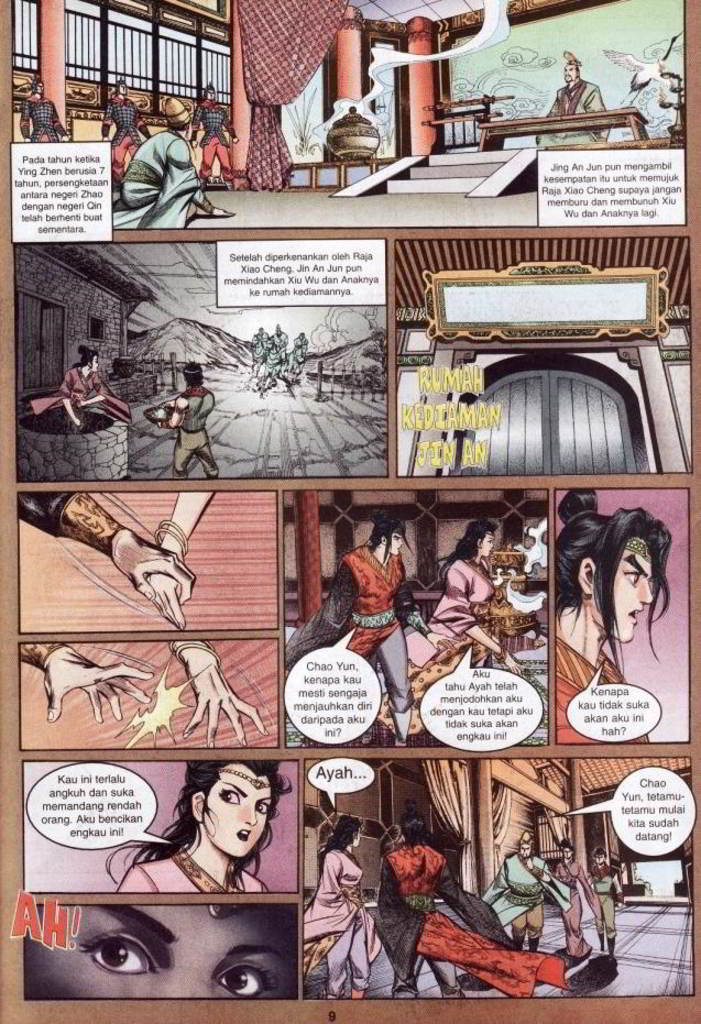 Pada tahun ketika
Ying Zhen berusia 7
tahun, persengketaan
antara negeri Zhao
dengan negeri Qin
telah berhenti buat
sementara.
Jing An Jun pun mengambil
kesempatan itu untuk memujuk
Raja Xiao Cheng supaya jangan
memburu dan membunuh Xiu
Wu dan Anaknya lagi.
Setelah diperkenankan oleh Raja
Xiao Cheng, Jin An Jun pun
memindahkan Xiu Wu dan Anaknya
ke rumah kediamannya.
RUMAH
KEDIAMAN
JIN AN
Chao Yun,
kenapa kau
mesti sengaja
menjauhkan diri
daripada aku
ini?
Aku
tahu Ayah telah
menjodohkan aku
dengan kau tetapi aku
tidak suka akan
engkau ini!
Kenapa
kau tidak suka
akan aku ini
hah?
Kau ini terlalu
angkuh dan suka
memandang rendah
orang. Aku bencikan
engkau ini!
AH!
Ayah...
Chao
Yun, tetamu-
tetamu mulai
kita sudah
datang!
9